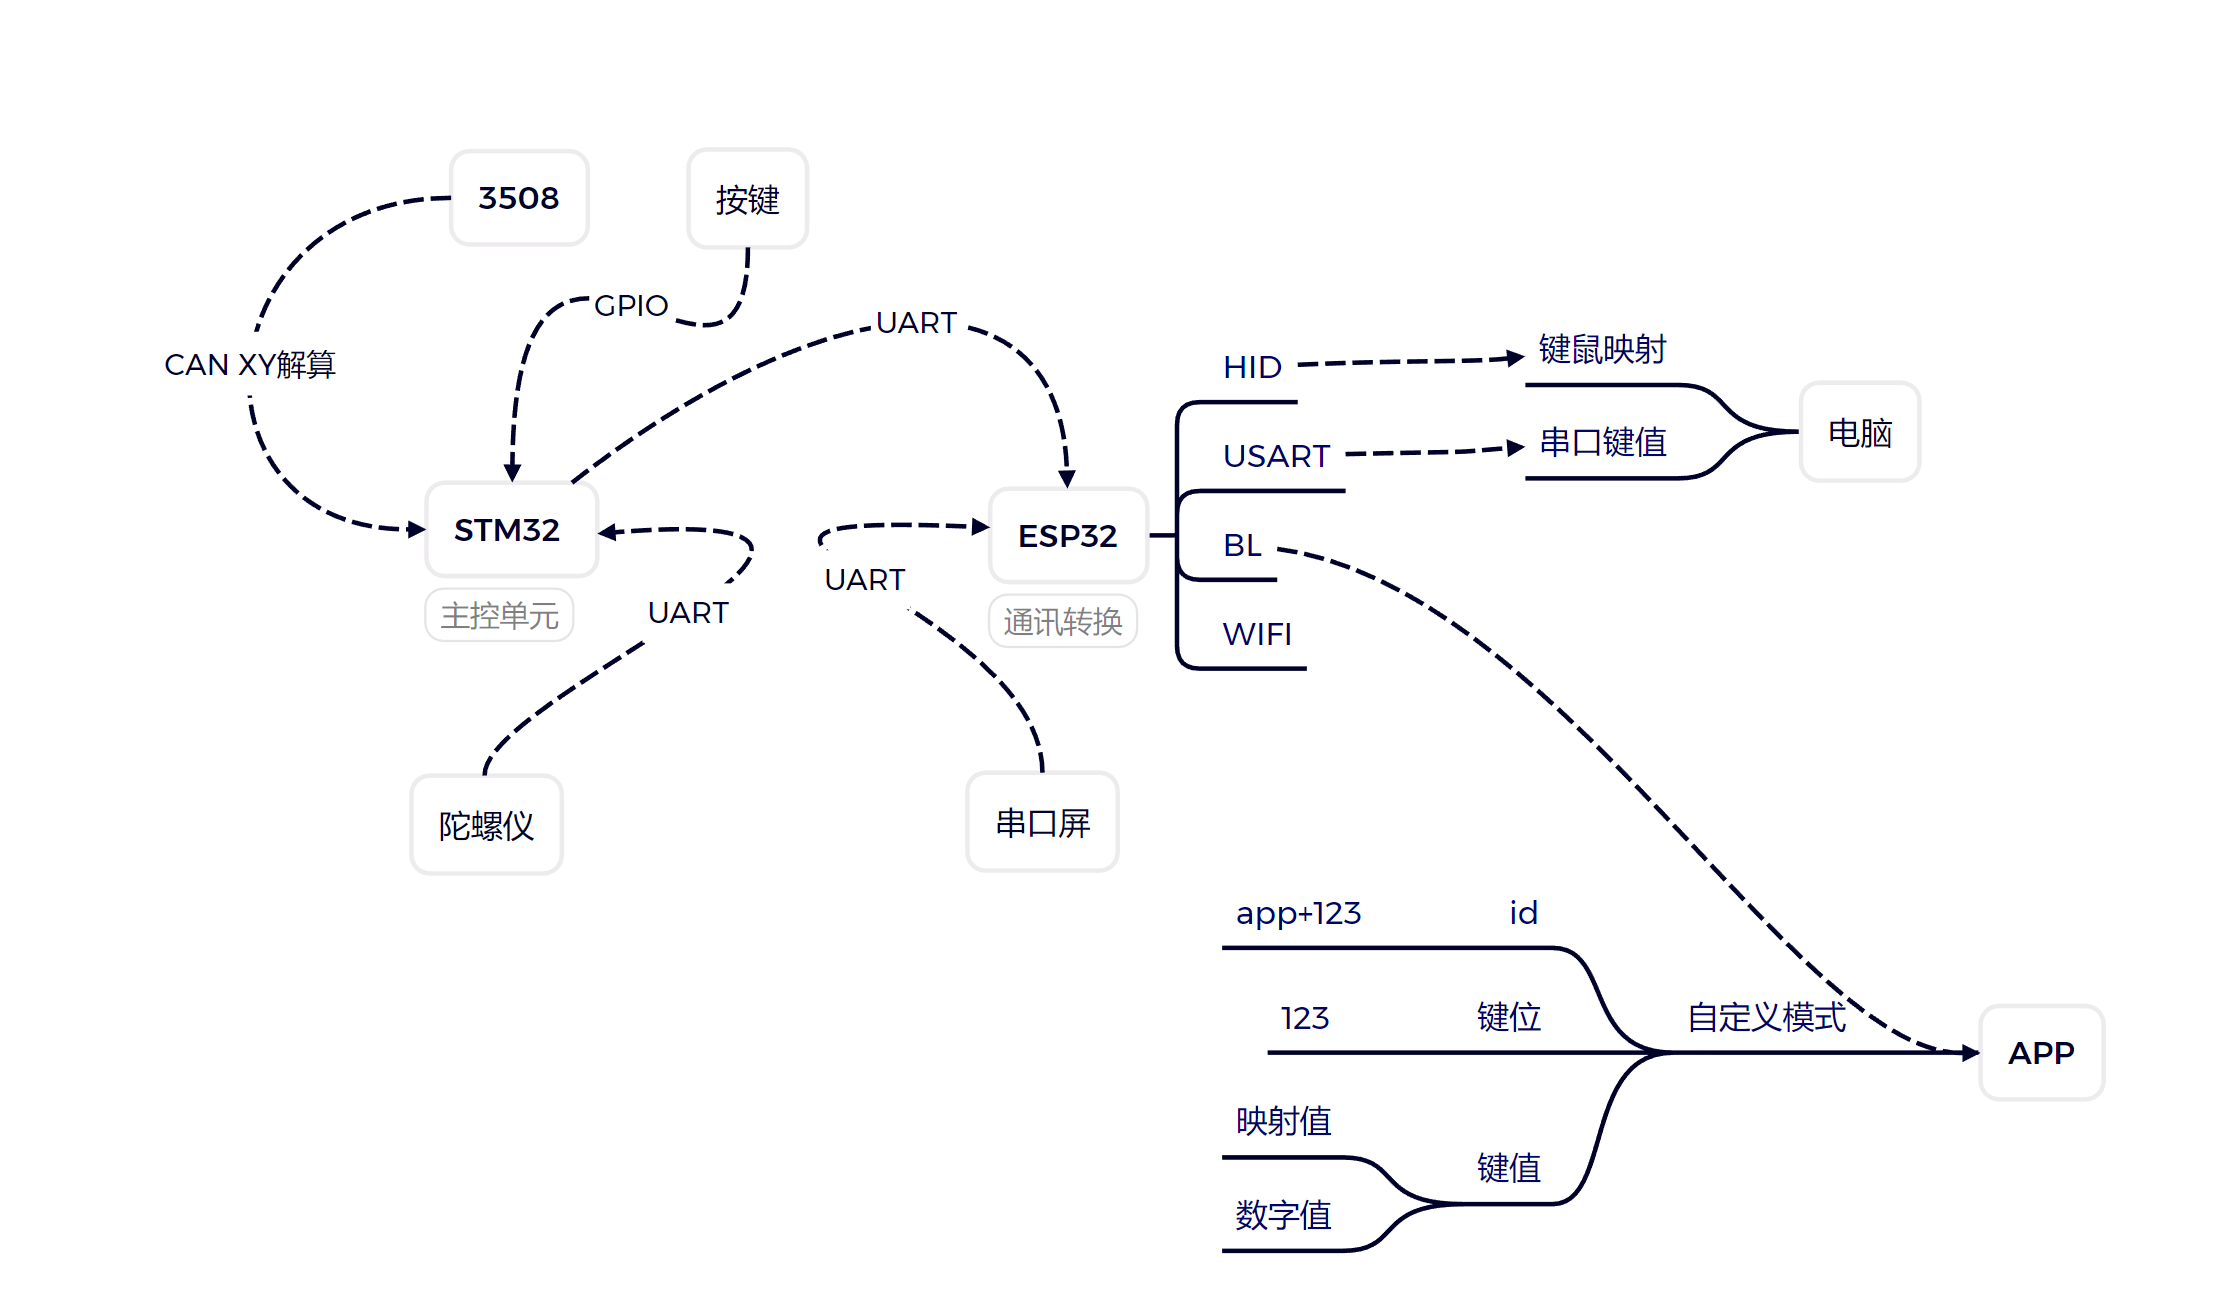 3508
按键
GPIO
UART
CAN XY解算
HID
键鼠映射
USART
串口键值
电脑
STM32
主控单元
ESP32
通讯转换
BL
WIFI
UART
UART
陀螺仪
串口屏
app+123
id
123
键位
自定义模式
APP
映射值
键值
数字值